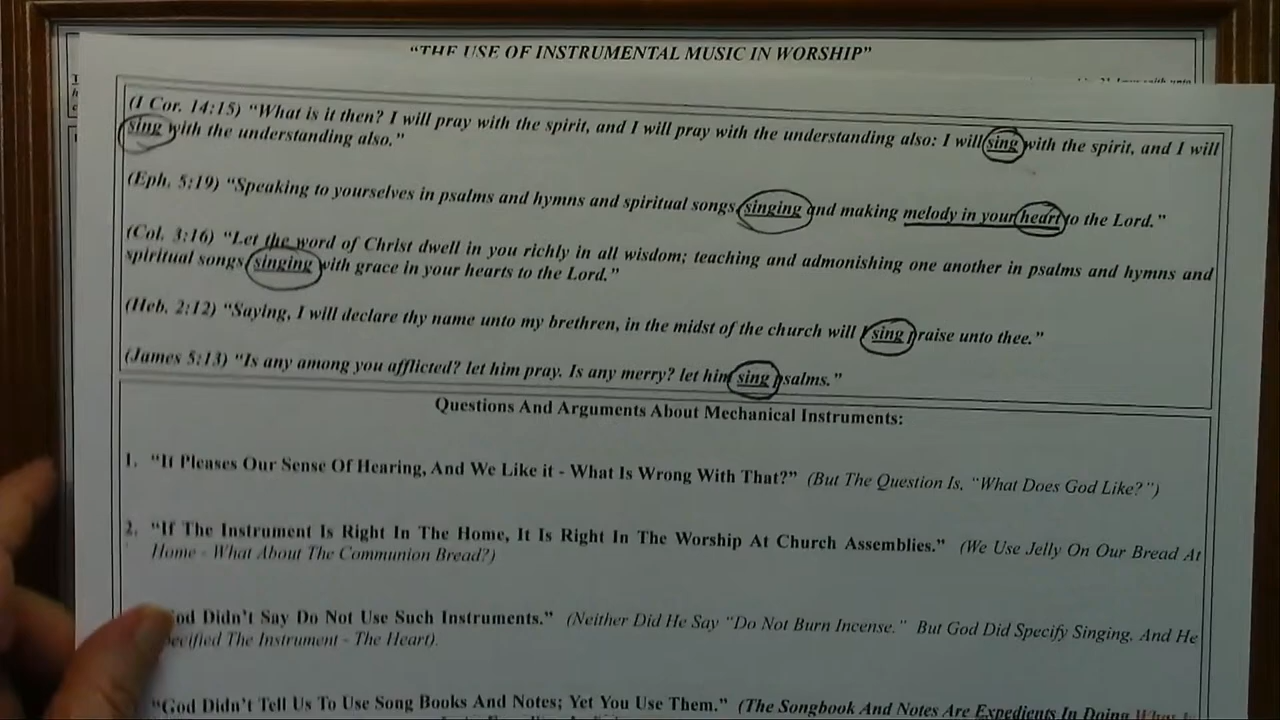 "THE USE OF INSTRUMENTAL MUSIC IN WORSHIP"
(I Cor. 14:15) "What is it then? I will pray with the spirit, and I will pray with the understanding also: I will sing with the spirit, and I will
sing with the understanding also."
(Eph. 5:19) "Speaking to yourselves in psalms and hymns and spiritual songs, singing and making melody in your heart to the Lord."
(Col. 3:16) "Let the word of Christ dwell in you richly in all wisdom; teaching and admonishing one another in psalms and hymns and
spiritual songs, singing with grace in your hearts to the Lord."
(Heb. 2:12) "Saying, I will declare thy name unto my brethren, in the midst of the church will I sing praise unto thee."
(James 5:13) "Is any among you afflicted? let him pray. Is any merry? let him sing psalms."
Questions And Arguments About Mechanical Instruments:
1. "It Pleases Our Sense Of Hearing, And We Like it - What Is Wrong With That?" (But The Question Is, "What Does God Like?")
2. "If The Instrument Is Right In The Home, It Is Right In The Worship At Church Assemblies." (We Use Jelly On Our Bread At
Home - What About The Communion Bread?)
God Didn't Say Do Not Use Such Instruments." (Neither Did He Say "Do Not Burn Incense." But God Did Specify Singing, And He
Specified The Instrument - The Heart).
"God Didn't Tell Us To Use Song Books And Notes; Yet You Use Them." (The Songbook And Notes Are Expedients In Doing What Is